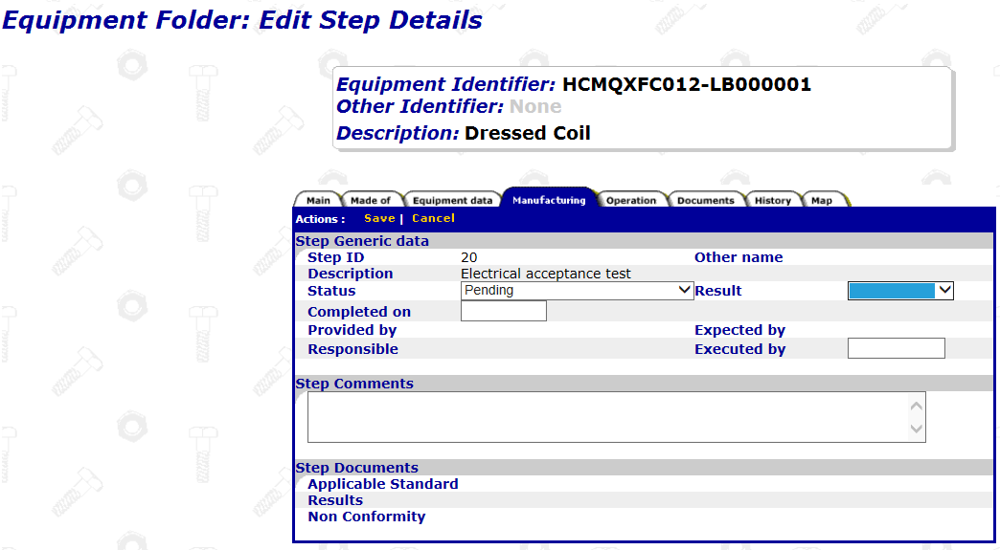 Equipment Folder: Edit Step Details
Equipment Identifier: HCMQXFC012-LB000001
Other Identifier: None
Description: Dressed Coil
Main Made of Equipment data Manufacturing Operation Documents History Map
Actions : Save | Cancel
Step Generic data
Step ID 20 Other name
Description Electrical acceptance test
Status Pending Result
Completed on
Provided by Expected by
Responsible Executed by
Step Comments
Step Documents
Applicable Standard
Results
Non Conformity